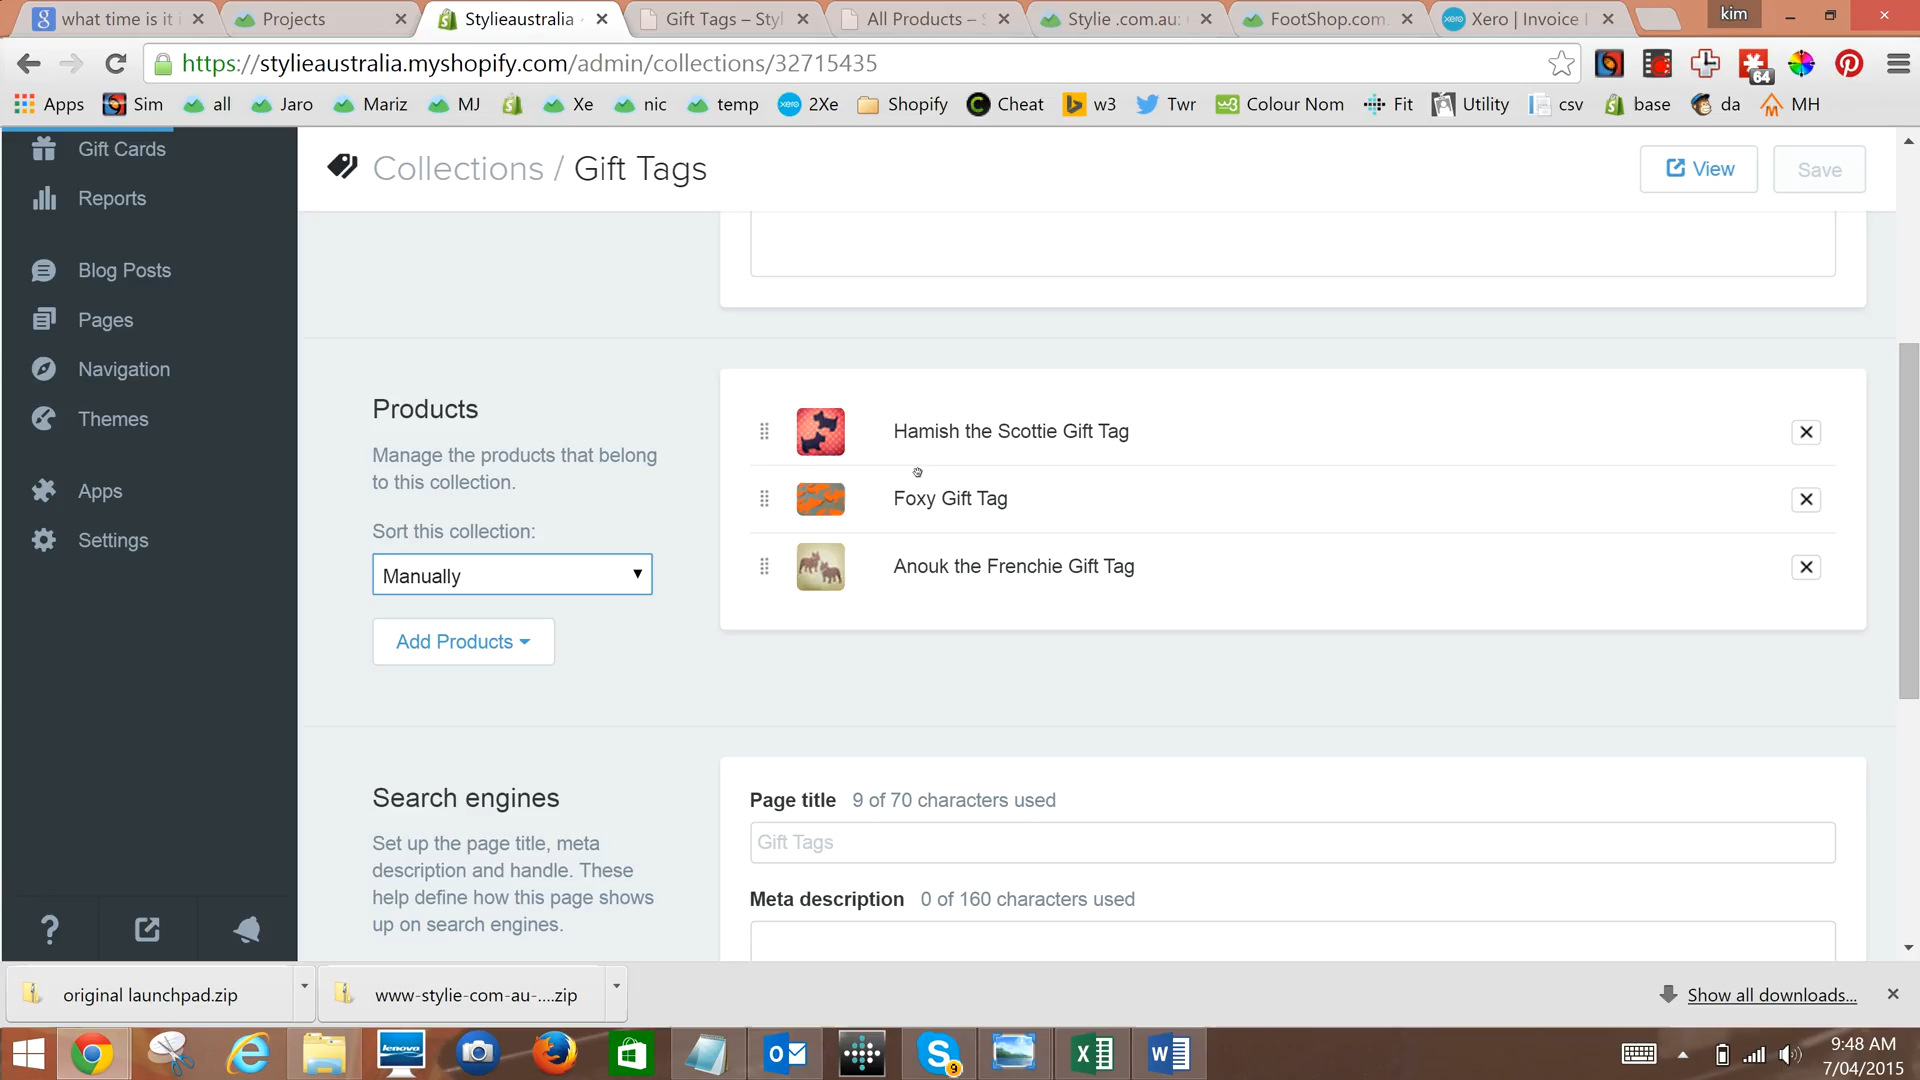 what time is it i
Projects
Stylieaustralia
Gift Tags – Styl
All Products –
Stylie .com.au:
FootShop.com.
Xero | Invoice
kim
https://stylieaustralia.myshopify.com/admin/collections/32715435
64
Apps
Sim
all
Jaro
Mariz
MJ
Xe
nic
temp
2Xe
Shopify
Cheat
w3
Twr
Colour Nom
Fit
Utility
csv
base
da
MH
Gift Cards
Reports
Blog Posts
Pages
Navigation
Themes
Apps
Settings
Collections / Gift Tags
View
Save
Products
Manage the products that belong
to this collection.
Sort this collection:
Manually
Add Products
Hamish the Scottie Gift Tag
Foxy Gift Tag
Anouk the Frenchie Gift Tag
Search engines
Set up the page title, meta
description and handle. These
help define how this page shows
up on search engines.
Page title 9 of 70 characters used
Gift Tags
Meta description 0 of 160 characters used
original launchpad.zip
www-stylie-com-au-....zip
Show all downloads...
lenovo
9
9:48 AM
7/04/2015